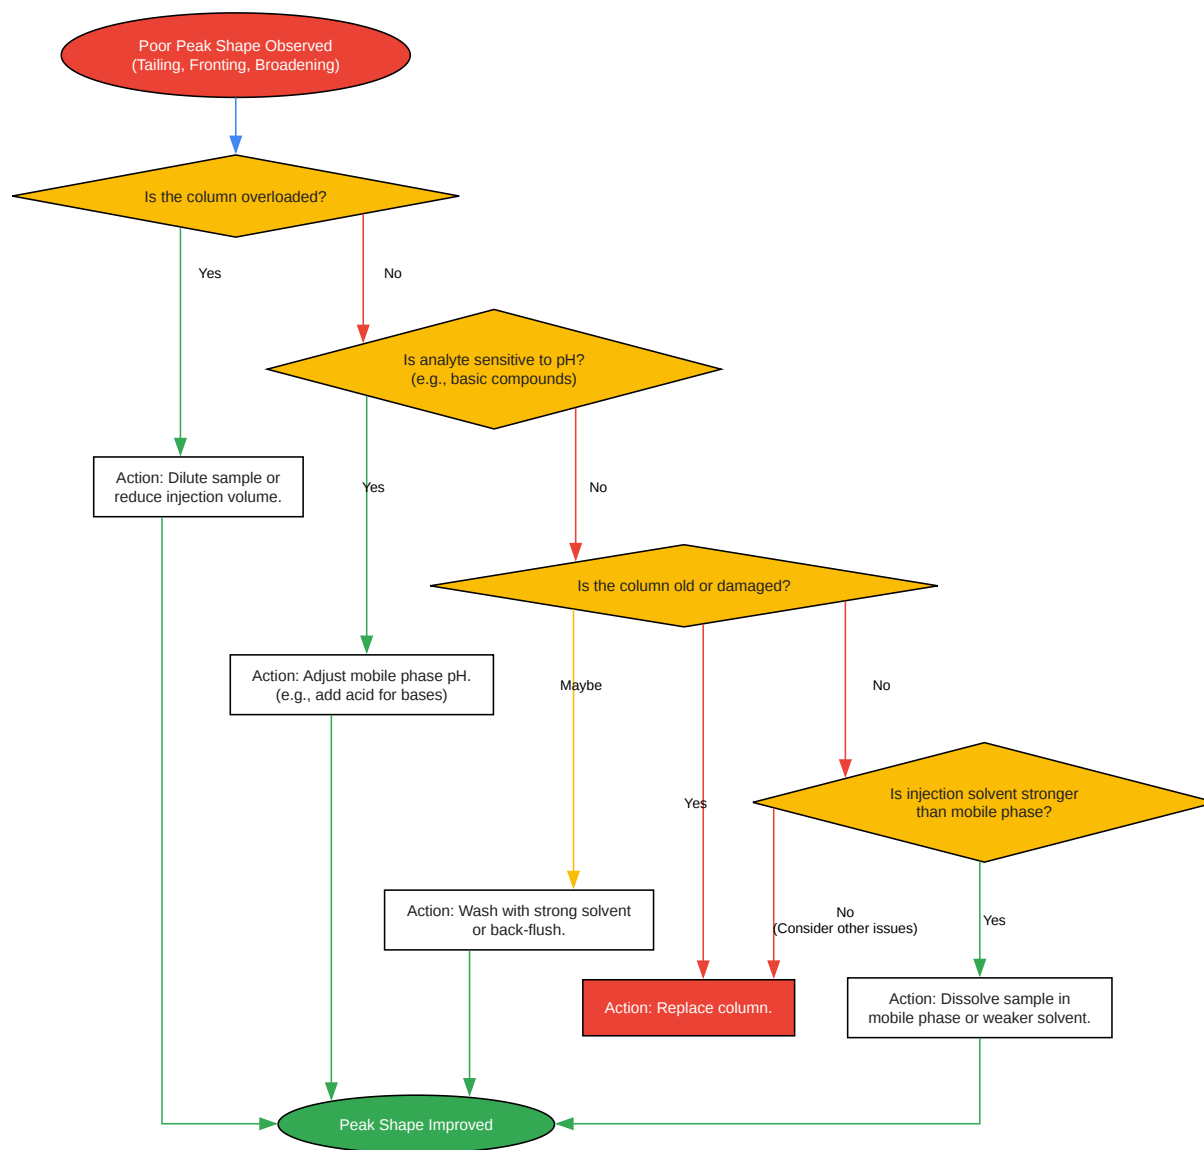 Poor Peak Shape Observed
(Tailing, Fronting, Broadening)
Is the column overloaded?
Yes
No
Is analyte sensitive to pH?
(e.g., basic compounds)
Action: Dilute sample or
reduce injection volume.
Yes
No
Is the column old or damaged?
Action: Adjust mobile phase pH.
(e.g., add acid for bases)
Maybe
No
Yes
Is injection solvent stronger
than mobile phase?
Action: Wash with strong solvent
or back-flush.
No
(Consider other issues)
Yes
Action: Replace column.
Action: Dissolve sample in
mobile phase or weaker solvent.
Peak Shape Improved